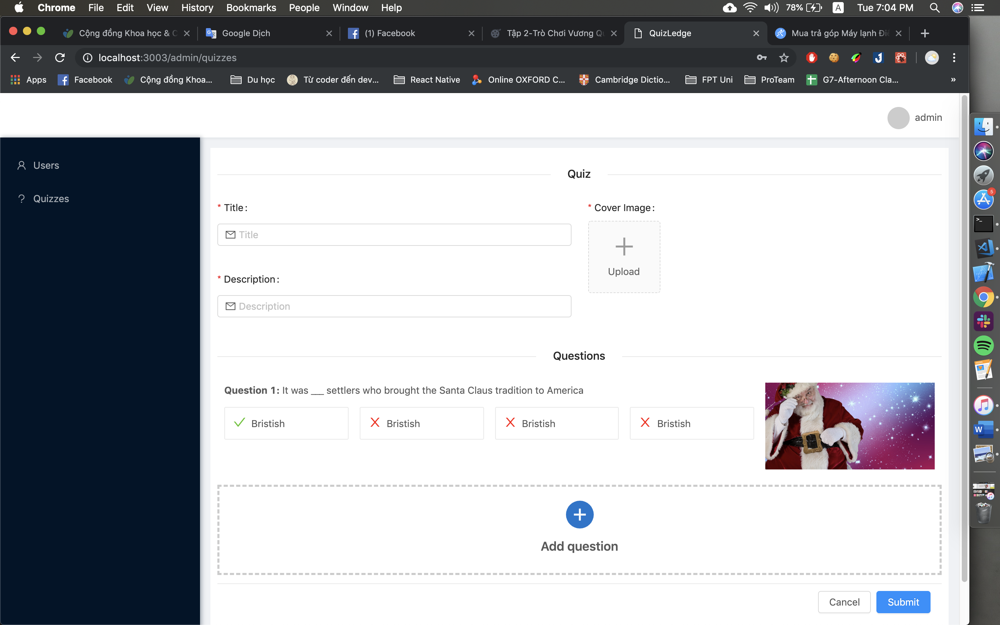 Chrome File Edit View History Bookmarks People Window Help 78% A Tue 7:04 PM
Cộng đồng Khoa học & C Google Dịch (1) Facebook Tập 2-Trò Chơi Vương Qu QuizLedge Mua trả góp Máy lạnh Điề
localhost:3003/admin/quizzes
Apps Facebook Cộng đồng Khoa... Du học Từ coder đến dev... React Native Online OXFORD C... Cambridge Dictio... FPT Uni ProTeam G7-Afternoon Cla... »
admin
Users
Quizzes
Quiz
* Title:
Title
* Cover Image:
Upload
* Description:
Description
Questions
Question 1: It was ___ settlers who brought the Santa Claus tradition to America
Bristish Bristish Bristish Bristish
Add question
Cancel Submit
5
>_
W